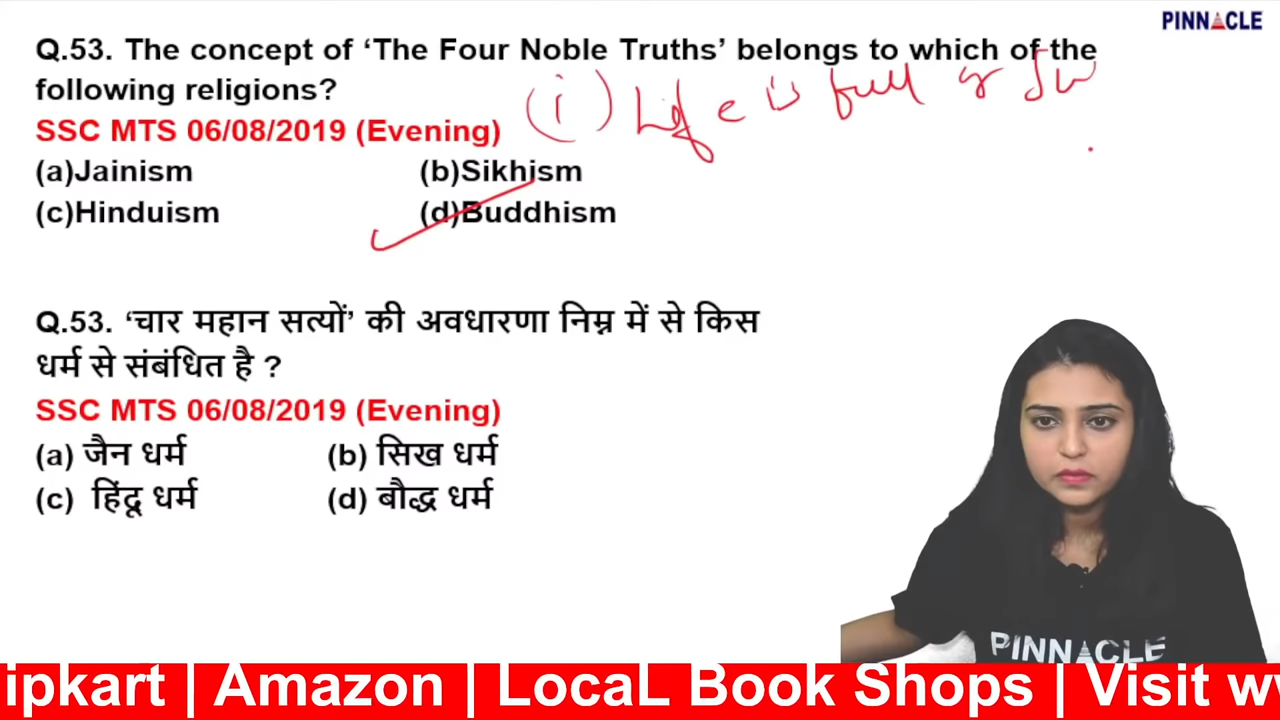 PINNACLE
Q.53. The concept of ‘The Four Noble Truths’ belongs to which of the
following religions?
(i) Life is full
SSC MTS 06/08/2019 (Evening)
(a)Jainism (b)Sikhism
(c)Hinduism (d)Buddhism
Q.53. ‘चार महान सत्यों’ की अवधारणा निम्न में से किस
धर्म से संबंधित है ?
SSC MTS 06/08/2019 (Evening)
(a) जैन धर्म (b) सिख धर्म
(c) हिंदू धर्म (d) बौद्ध धर्म
PINNACLE
ipkart | Amazon | LocaL Book Shops | Visit w